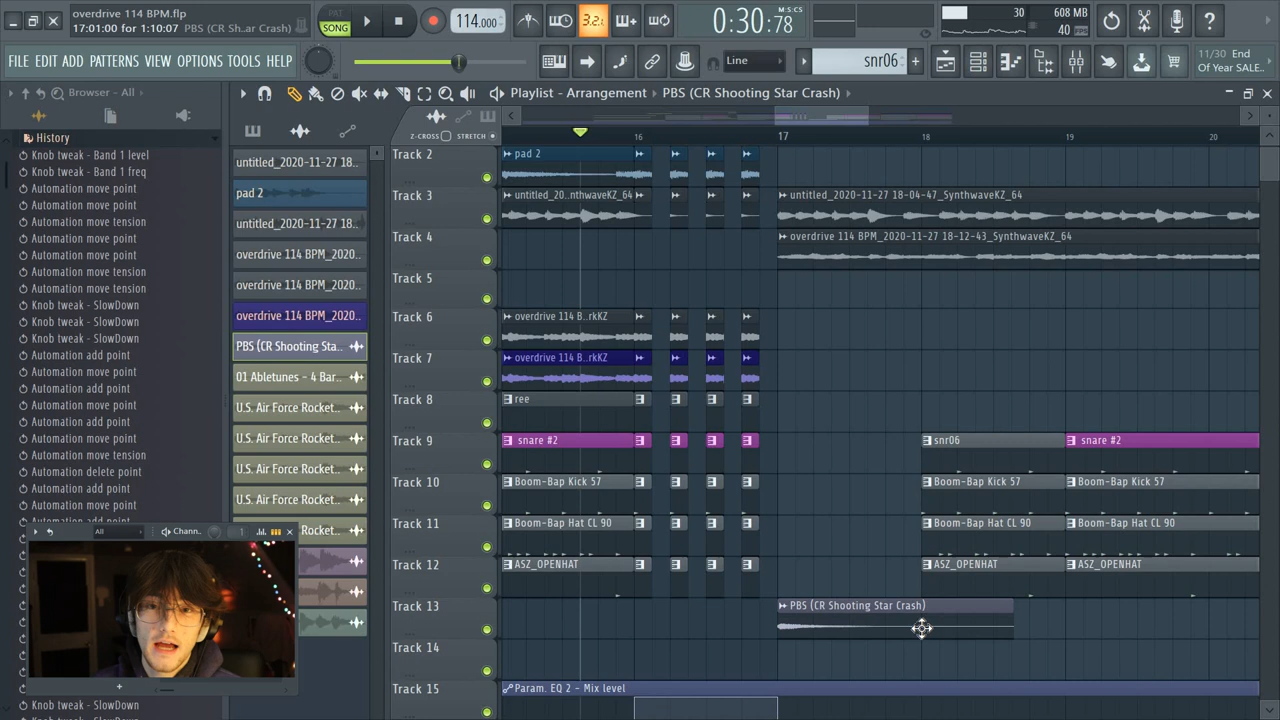 overdrive 114 BPM.flp
17:01:00 for 1:10:07 PBS (CR Sh..ar Crash)
PAT
SONG
114.000
3.2.
0:30:78
M:S:CS
30
608 MB
40
FILE EDIT ADD PATTERNS VIEW OPTIONS TOOLS HELP
Line
snr06
11/30 End
Of Year SALE..
Browser - All
Playlist - Arrangement
PBS (CR Shooting Star Crash)
History
Knob tweak - Band 1 level
Knob tweak - Band 1 freq
Automation move point
Automation move point
Automation move tension
Automation move point
Automation move point
Automation move tension
Automation move tension
Knob tweak - SlowDown
Knob tweak - SlowDown
Knob tweak - SlowDown
Automation add point
Automation move point
Automation add point
Automation move point
Automation add point
Automation move point
Automation move tension
Automation delete point
Automation add point
Automation move point
Automation add point
Knob tweak - SlowDown
untitled_2020-11-27 18..
pad 2
untitled_2020-11-27 18..
overdrive 114 BPM_2020..
overdrive 114 BPM_2020..
overdrive 114 BPM_2020..
PBS (CR Shooting Sta..
01 Abletunes - 4 Bar..
U.S. Air Force Rocket..
U.S. Air Force Rocket..
U.S. Air Force Rocket..
U.S. Air Force Rocket..
Rocket..
All
Chann..
1
Z-CROSS
STRETCH
16
17
18
19
20
Track 2
pad 2
Track 3
untitled_20..nthwaveKZ_64
untitled_2020-11-27 18-04-47_SynthwaveKZ_64
Track 4
overdrive 114 BPM_2020-11-27 18-12-43_SynthwaveKZ_64
Track 5
Track 6
overdrive 114 B..rkKZ
Track 7
overdrive 114 B..rkKZ
Track 8
ree
Track 9
snare #2
snr06
snare #2
Track 10
Boom-Bap Kick 57
Boom-Bap Kick 57
Boom-Bap Kick 57
Track 11
Boom-Bap Hat CL 90
Boom-Bap Hat CL 90
Boom-Bap Hat CL 90
Track 12
ASZ_OPENHAT
ASZ_OPENHAT
ASZ_OPENHAT
Track 13
PBS (CR Shooting Star Crash)
Track 14
Track 15
Param. EQ 2 - Mix level